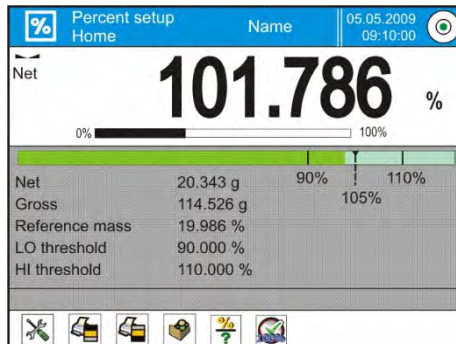 % Percent setup Name 05.05.2009
Home 09:10:00
Net 101.786 %
0% 100%
90% 110%
105%
Net 20.343 g
Gross 114.526 g
Reference mass 19.986 %
LO threshold 90.000 %
HI threshold 110.000 %
%
?